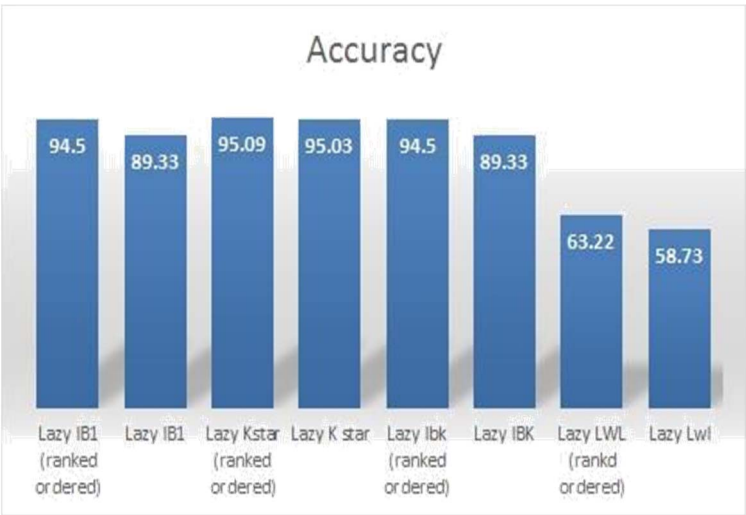 Accuracy
94.5
89.33
95.09
95.03
94.5
89.33
63.22
58.73
Lazy IB1
(ranked
ordered)
Lazy IB1
Lazy Kstar
(ranked
ordered)
Lazy K star
Lazy Ibk
(ranked
ordered)
Lazy IBK
Lazy LWL
(rankd
ordered)
Lazy Lwl